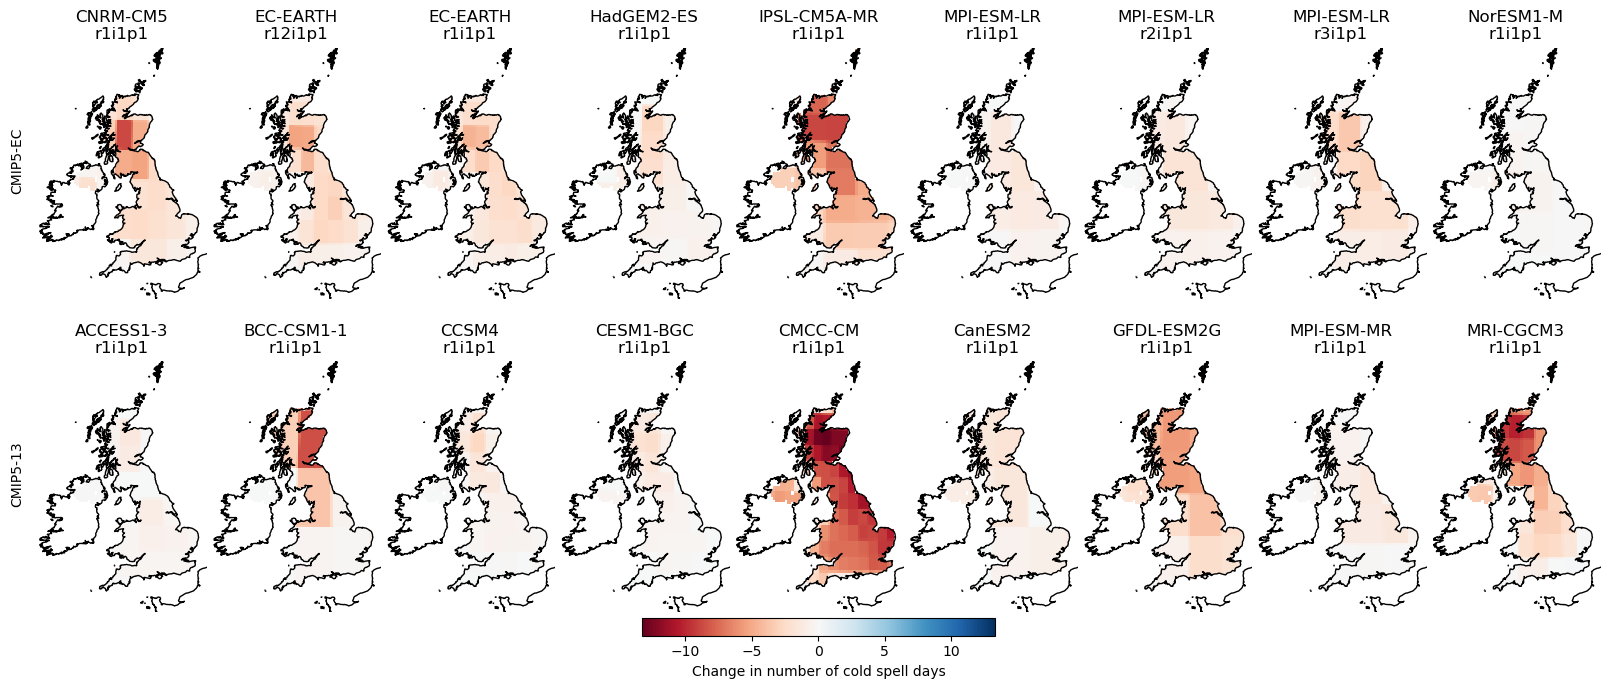 CNRM-CM5 EC-EARTH EC-EARTH HadGEM2-ES IPSL-CM5A-MR MPI-ESM-LR MPI-ESM-LR MPI-ESM-LR NorESM1-M
r1i1p1 r12i1p1 r1i1p1 r1i1p1 r1i1p1 r1i1p1 r2i1p1 r3i1p1 r1i1p1
CMIP5-EC
ACCESS1-3 BCC-CSM1-1 CCSM4 CESM1-BGC CMCC-CM CanESM2 GFDL-ESM2G MPI-ESM-MR MRI-CGCM3
r1i1p1 r1i1p1 r1i1p1 r1i1p1 r1i1p1 r1i1p1 r1i1p1 r1i1p1 r1i1p1
CMIP5-13
−10 −5 0 5 10
Change in number of cold spell days